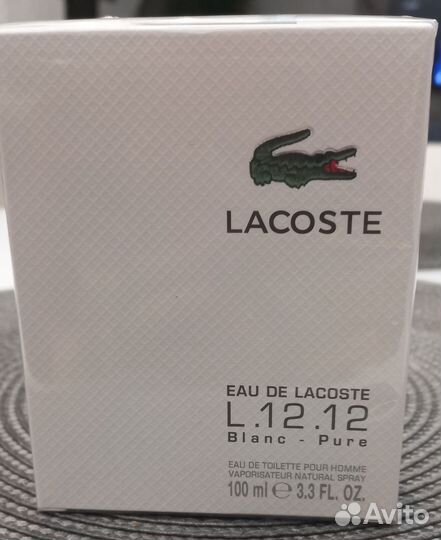 LACOSTE
EAU DE LACOSTE
L.12.12
Blanc - Pure
EAU DE TOILETTE POUR HOMME
VAPORISATEUR NATURAL SPRAY
100 ml ℮ 3.3 FL. OZ.
Avito